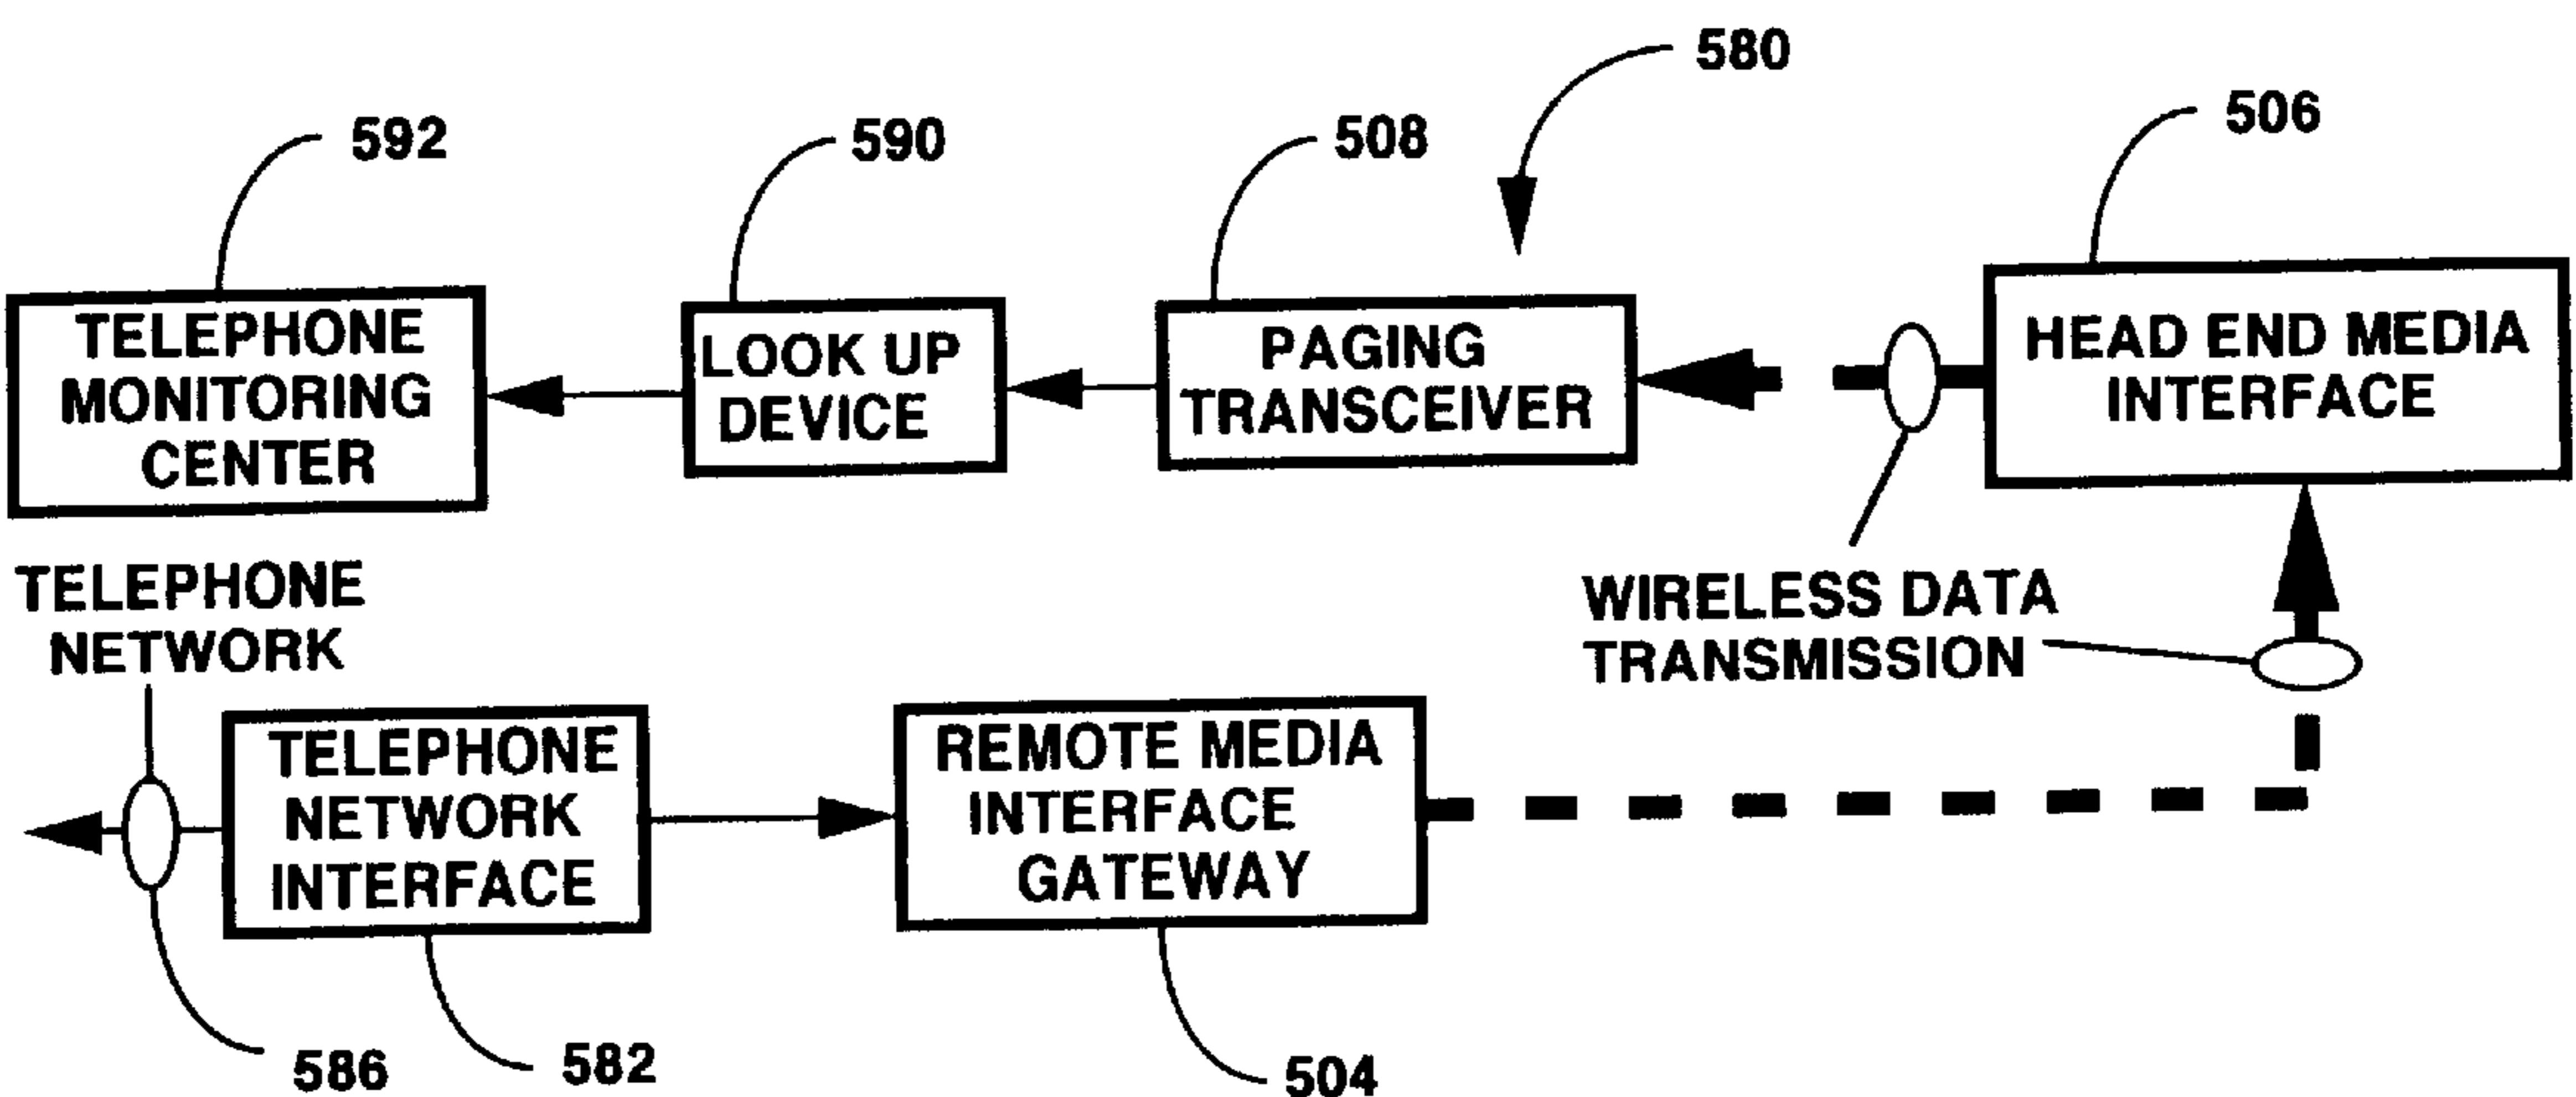 580
506
592
590
508
TELEPHONE
MONITORING
CENTER
LOOK UP
DEVICE
PAGING
TRANSCEIVER
HEAD END MEDIA
INTERFACE
TELEPHONE
NETWORK
WIRELESS DATA
TRANSMISSION
TELEPHONE
NETWORK
INTERFACE
REMOTE MEDIA
INTERFACE
GATEWAY
586
582
504